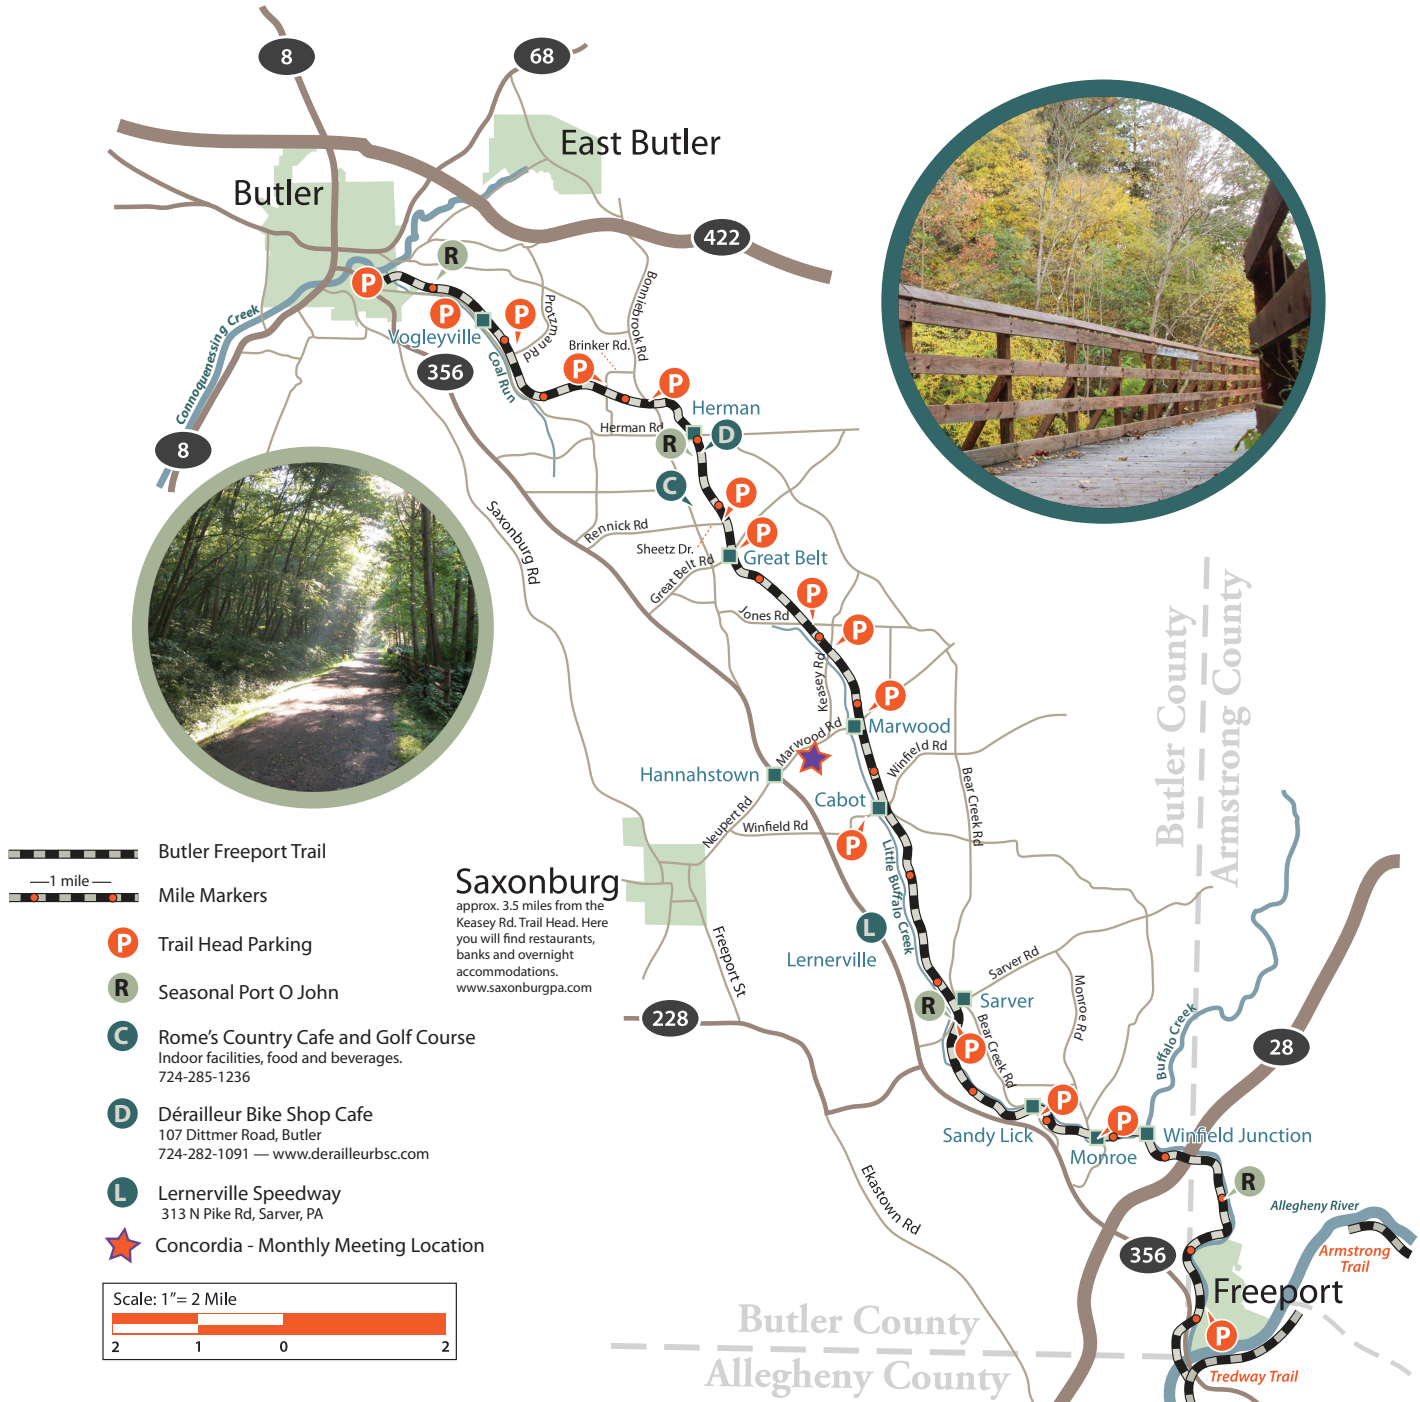 8
68
East Butler
Butler
422
R
P
Connoquenessing Creek
P
P
Vogleyville
Protzman Rd
Bonniebrook Rd
Brinker Rd.
356
Coal Run
P
P
Herman
Herman Rd
R
D
8
C
P
Saxonburg Rd
Rennick Rd
P
Sheetz Dr.
Great Belt
Great Belt Rd
P
Jones Rd
P
Keasey Rd
P
Marwood Rd
Marwood
Winfield Rd
Hannahstown
Bear Creek Rd
Cabot
Neupert Rd
Winfield Rd
P
Little Buffalo Creek
Butler County
Armstrong County
Butler Freeport Trail
1 mile
Mile Markers
P
Trail Head Parking
R
Seasonal Port O John
C
Rome's Country Cafe and Golf Course
Indoor facilities, food and beverages.
724-285-1236
D
Dérailleur Bike Shop Cafe
107 Dittmer Road, Butler
724-282-1091 — www.derailleurbsc.com
L
Lernerville Speedway
313 N Pike Rd, Sarver, PA
Concordia - Monthly Meeting Location
Scale: 1"= 2 Mile
2 1 0 2
Saxonburg
approx. 3.5 miles from the
Keasey Rd. Trail Head. Here
you will find restaurants,
banks and overnight
accommodations.
www.saxonburgpa.com
Freeport St
L
Lernerville
228
Sarver Rd
R
Sarver
Monroe Rd
P
Bear Creek Rd
Buffalo Creek
28
P
P
Sandy Lick
Monroe
Winfield Junction
Ekastown Rd
R
Allegheny River
356
Armstrong
Trail
Freeport
P
Tredway Trail
Butler County
Allegheny County